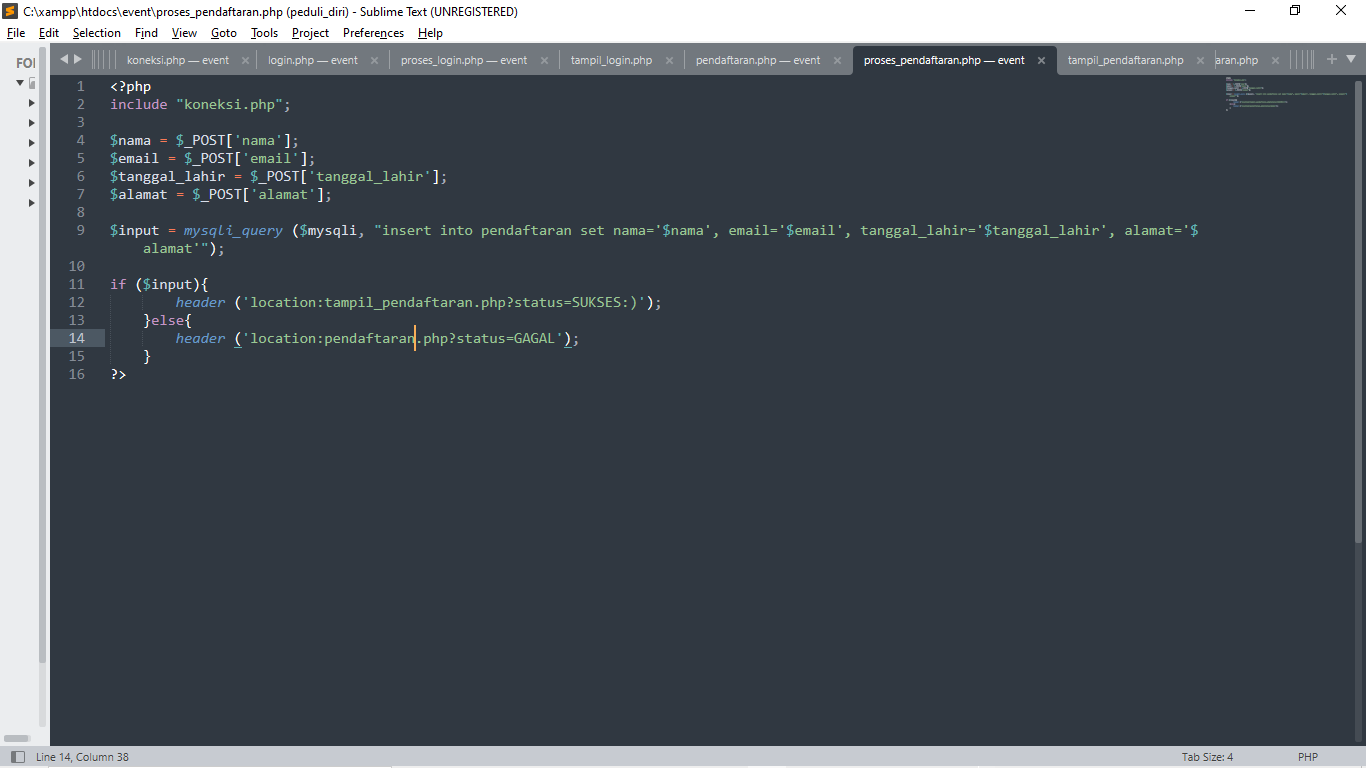 C:\xampp\htdocs\event\proses_pendaftaran.php (peduli_diri) - Sublime Text (UNREGISTERED)
File Edit Selection Find View Goto Tools Project Preferences Help
FOI
koneksi.php — event
login.php — event
proses_login.php — event
tampil_login.php
pendaftaran.php — event
proses_pendaftaran.php — event
tampil_pendaftaran.php
aran.php
1 <?php
2 include "koneksi.php";
3
4 $nama = $_POST['nama'];
5 $email = $_POST['email'];
6 $tanggal_lahir = $_POST['tanggal_lahir'];
7 $alamat = $_POST['alamat'];
8
9 $input = mysqli_query ($mysqli, "insert into pendaftaran set nama='$nama', email='$email', tanggal_lahir='$tanggal_lahir', alamat='$
alamat'");
10
11 if ($input){
12 header ('location:tampil_pendaftaran.php?status=SUKSES:)');
13 }else{
14 header ('location:pendaftaran.php?status=GAGAL');
15 }
16 ?>
Line 14, Column 38
Tab Size: 4
PHP